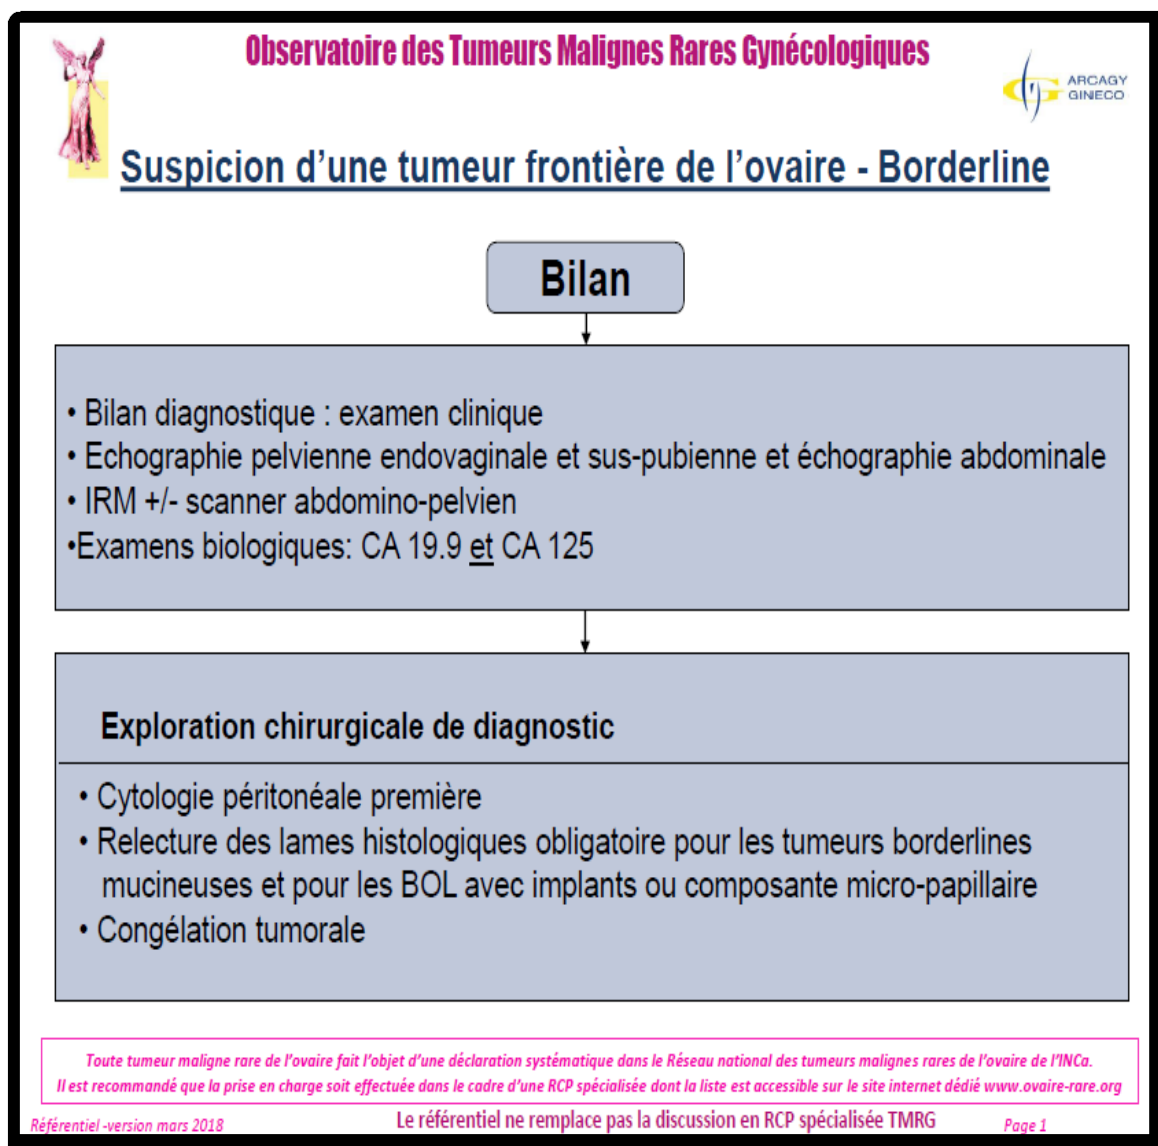 Observatoire des Tumeurs Malignes Rares Gynécologiques
ARCAGY
GINECO
Suspicion d’une tumeur frontière de l’ovaire - Borderline
Bilan
• Bilan diagnostique : examen clinique
• Echographie pelvienne endovaginale et sus-pubienne et échographie abdominale
• IRM +/- scanner abdomino-pelvien
•Examens biologiques: CA 19.9 et CA 125
Exploration chirurgicale de diagnostic
• Cytologie péritonéale première
• Relecture des lames histologiques obligatoire pour les tumeurs borderlines
mucineuses et pour les BOL avec implants ou composante micro-papillaire
• Congélation tumorale
Toute tumeur maligne rare de l’ovaire fait l’objet d’une déclaration systématique dans le Réseau national des tumeurs malignes rares de l’ovaire de l’INCa.
Il est recommandé que la prise en charge soit effectuée dans le cadre d’une RCP spécialisée dont la liste est accessible sur le site internet dédié www.ovaire-rare.org
Référentiel -version mars 2018
Le référentiel ne remplace pas la discussion en RCP spécialisée TMRG
Page 1